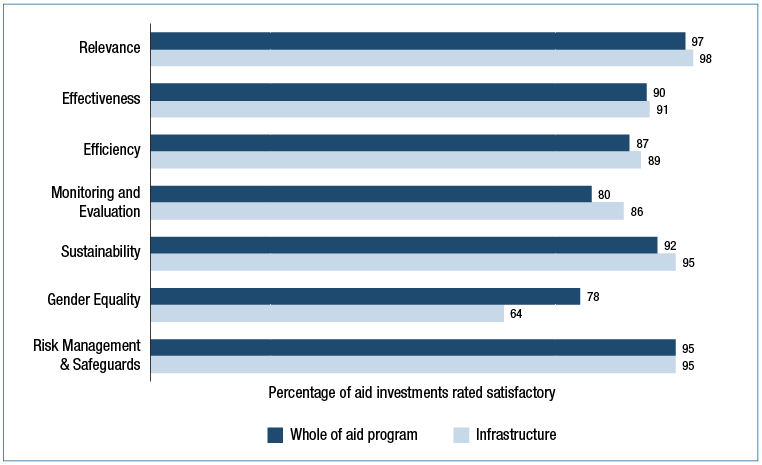 Relevance
97
98
Effectiveness
90
91
Efficiency
87
89
Monitoring and
Evaluation
80
86
Sustainability
92
95
Gender Equality
78
64
Risk Management
& Safeguards
95
95
Percentage of aid investments rated satisfactory
Whole of aid program
Infrastructure